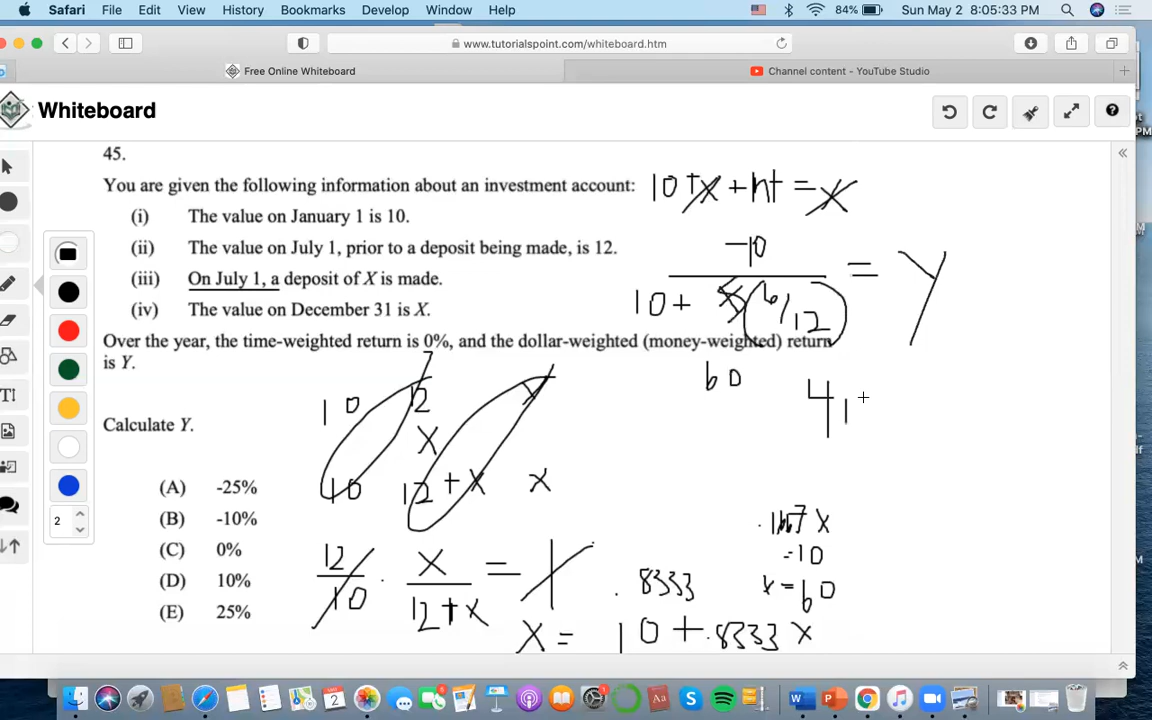 Safari File Edit View History Bookmarks Develop Window Help 84% Sun May 2 8:05:33 PM
www.tutorialspoint.com/whiteboard.htm
Free Online Whiteboard Channel content - YouTube Studio
Whiteboard
45.
You are given the following information about an investment account:
10 + x + Int = x
(i) The value on January 1 is 10.
(ii) The value on July 1, prior to a deposit being made, is 12.
-10
(iii) On July 1, a deposit of X is made.
= Y
(iv) The value on December 31 is X.
10 + (6/12)
Over the year, the time-weighted return is 0%, and the dollar-weighted (money-weighted) return
is Y.
60
10 12 x
41
Calculate Y.
X
(A) -25%
10 12 + x x
(B) -10%
.1667 x
(C) 0%
-10
12/10 · x/12+x = 1
(D) 10%
.8333
x = 60
(E) 25%
x = 10 + .8333 x
2